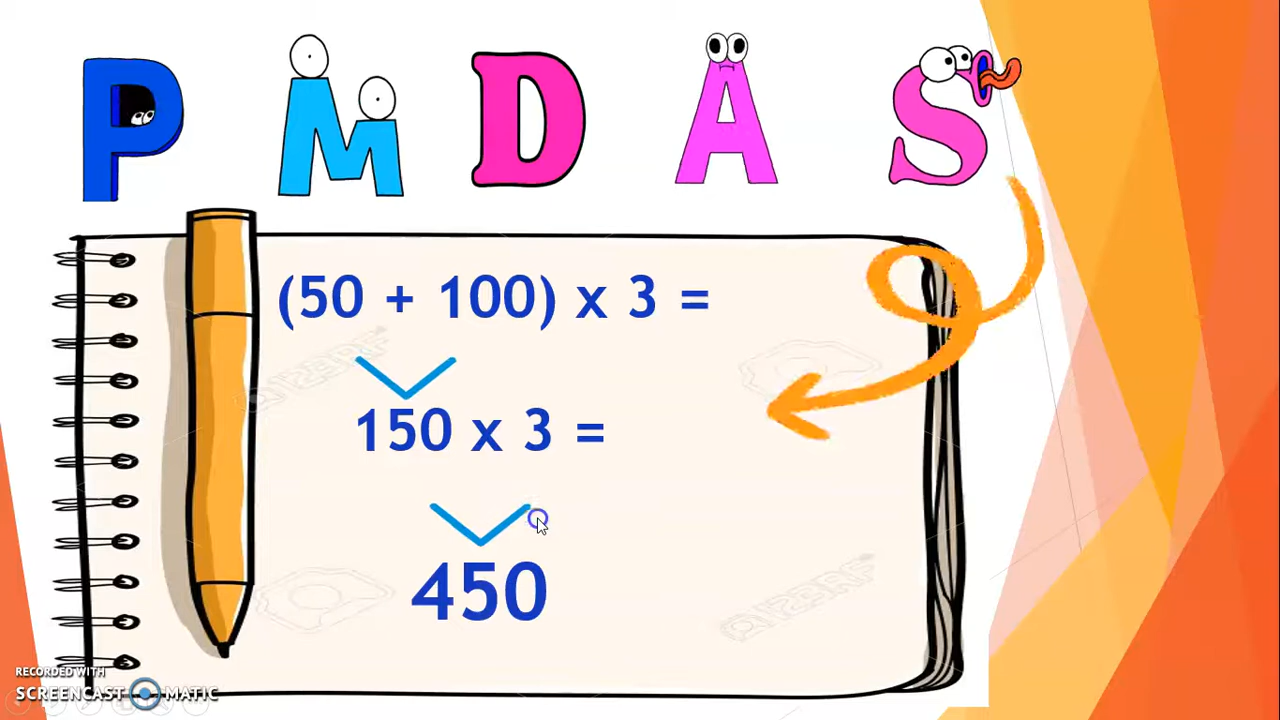 P M D A S
(50 + 100) x 3 =
150 x 3 =
450
RECORDED WITH
SCREENCAST MATIC